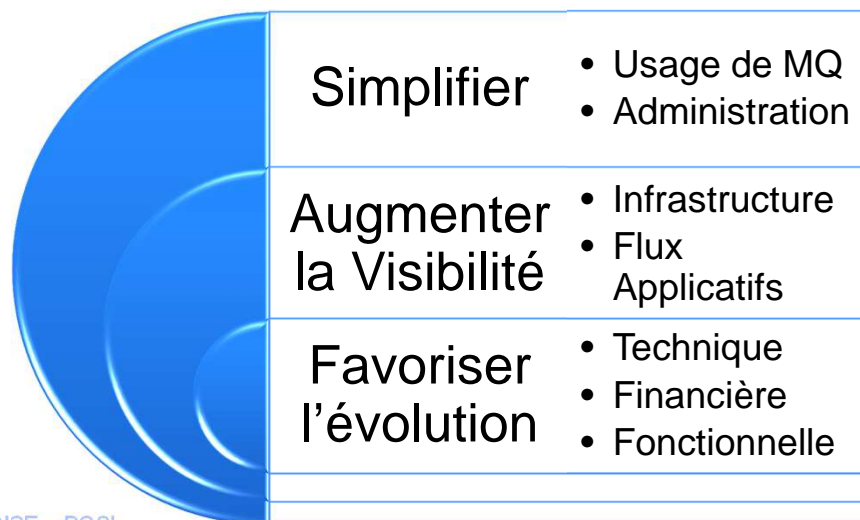 Simplifier
• Usage de MQ
• Administration
Augmenter
la Visibilité
• Infrastructure
• Flux
Applicatifs
Favoriser
l’évolution
• Technique
• Financière
• Fonctionnelle